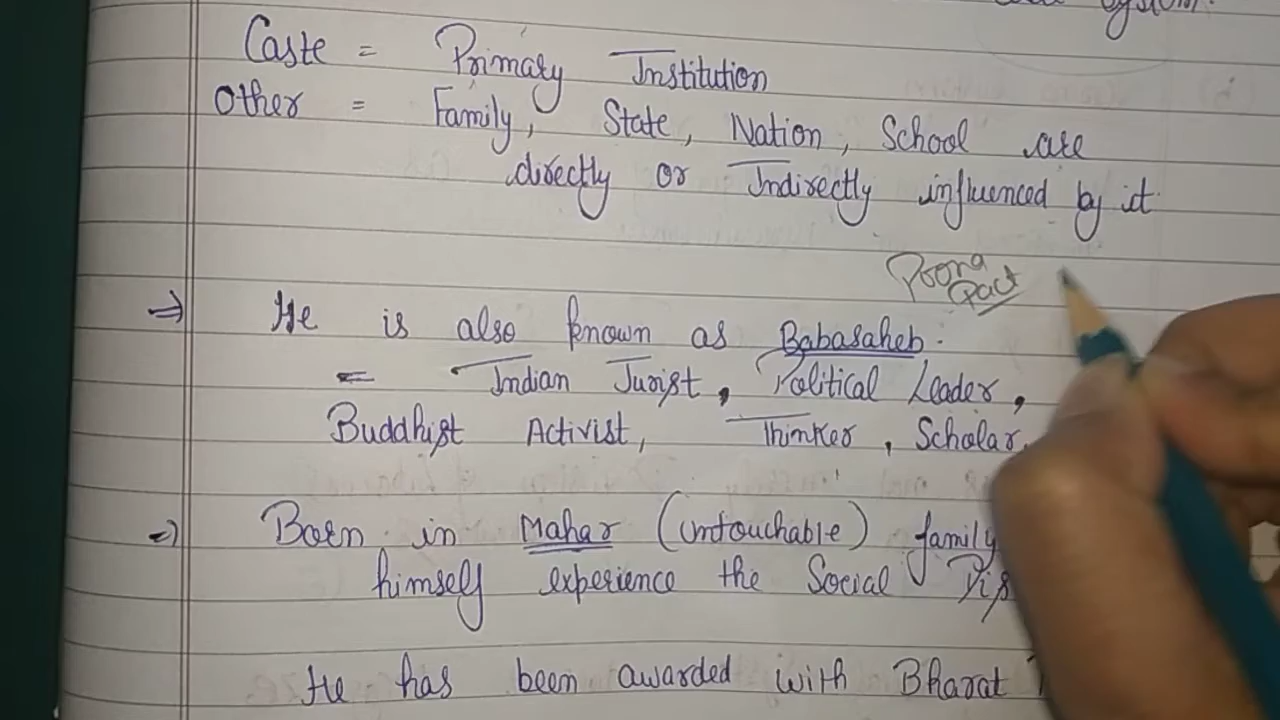 System.
Caste = Primary Institution
Other = Family, State, Nation, School are
directly or Indirectly influenced by it
Poona
Pact
⇒ He is also known as Babasaheb.
= Indian Jurist, Political Leader,
Buddhist Activist, Thinker, Scholar.
⇒ Born in Mahar (untouchable) family
himself experience the Social
He has been awarded with Bharat